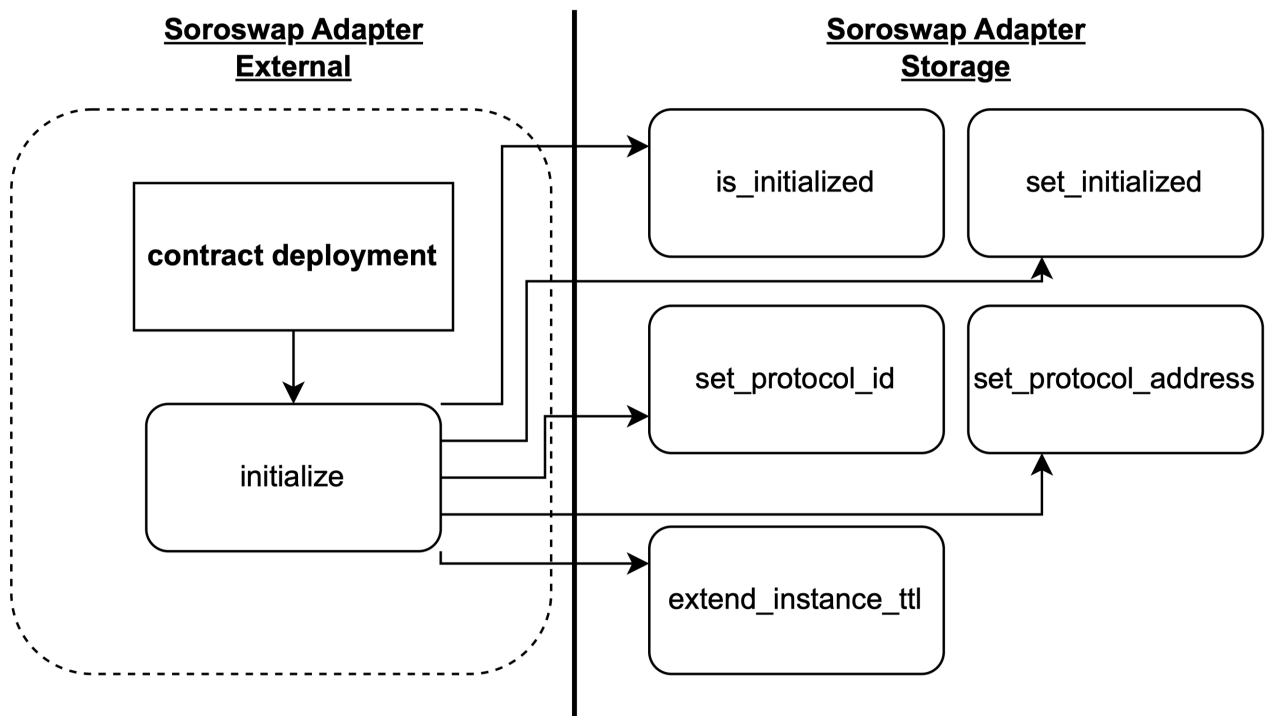 Soroswap Adapter
External
Soroswap Adapter
Storage
contract deployment
initialize
is_initialized
set_initialized
set_protocol_id
set_protocol_address
extend_instance_ttl